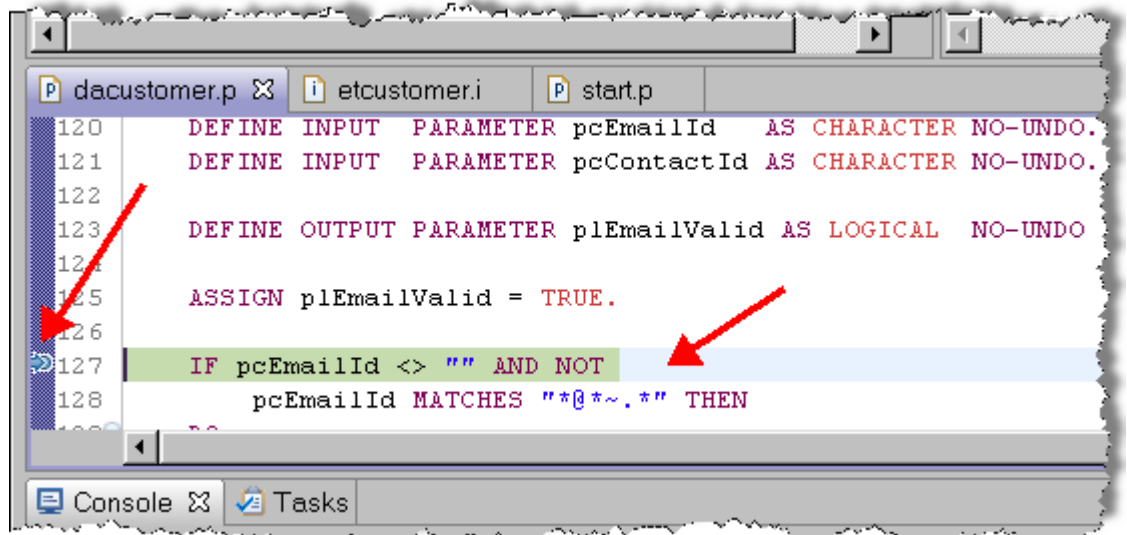 dacustomer.p etcustomer.i start.p
120 DEFINE INPUT PARAMETER pcEmailId AS CHARACTER NO-UNDO.
121 DEFINE INPUT PARAMETER pcContactId AS CHARACTER NO-UNDO.
122
123 DEFINE OUTPUT PARAMETER plEmailValid AS LOGICAL NO-UNDO
124
125 ASSIGN plEmailValid = TRUE.
126
127 IF pcEmailId <> "" AND NOT
128 pcEmailId MATCHES "*@*~.*" THEN
Console Tasks